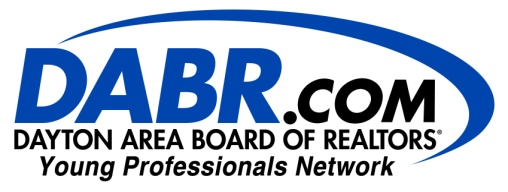 DABR.COM
DAYTON AREA BOARD OF REALTORS®
Young Professionals Network